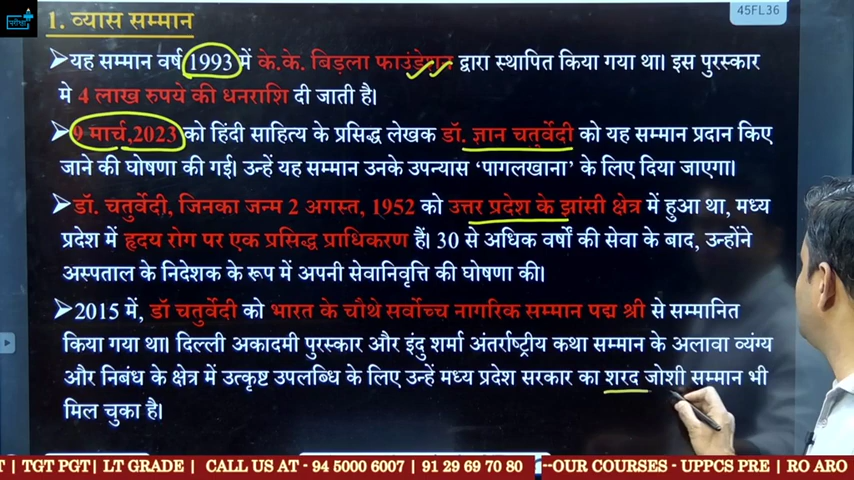 परीक्षा
45FL36
1. व्यास सम्मान
➤यह सम्मान वर्ष 1993 में के.के. बिड़ला फाउंडेशन द्वारा स्थापित किया गया था। इस पुरस्कार
मे 4 लाख रुपये की धनराशि दी जाती है।
➤9 मार्च,2023 को हिंदी साहित्य के प्रसिद्ध लेखक डॉ. ज्ञान चतुर्वेदी को यह सम्मान प्रदान किए
जाने की घोषणा की गई। उन्हें यह सम्मान उनके उपन्यास 'पागलखाना' के लिए दिया जाएगा।
➤डॉ. चतुर्वेदी, जिनका जन्म 2 अगस्त, 1952 को उत्तर प्रदेश के झांसी क्षेत्र में हुआ था, मध्य
प्रदेश में हृदय रोग पर एक प्रसिद्ध प्राधिकरण हैं। 30 से अधिक वर्षों की सेवा के बाद, उन्होंने
अस्पताल के निदेशक के रूप में अपनी सेवानिवृत्ति की घोषणा की।
➤2015 में, डॉ चतुर्वेदी को भारत के चौथे सर्वोच्च नागरिक सम्मान पद्म श्री से सम्मानित
किया गया था। दिल्ली अकादमी पुरस्कार और इंदु शर्मा अंतर्राष्ट्रीय कथा सम्मान के अलावा व्यंग्य
और निबंध के क्षेत्र में उत्कृष्ट उपलब्धि के लिए उन्हें मध्य प्रदेश सरकार का शरद जोशी सम्मान भी
मिल चुका है।
T | TGT PGT| LT GRADE | CALL US AT - 94 5000 6007 | 91 29 69 70 80 --OUR COURSES - UPPCS PRE | RO ARO